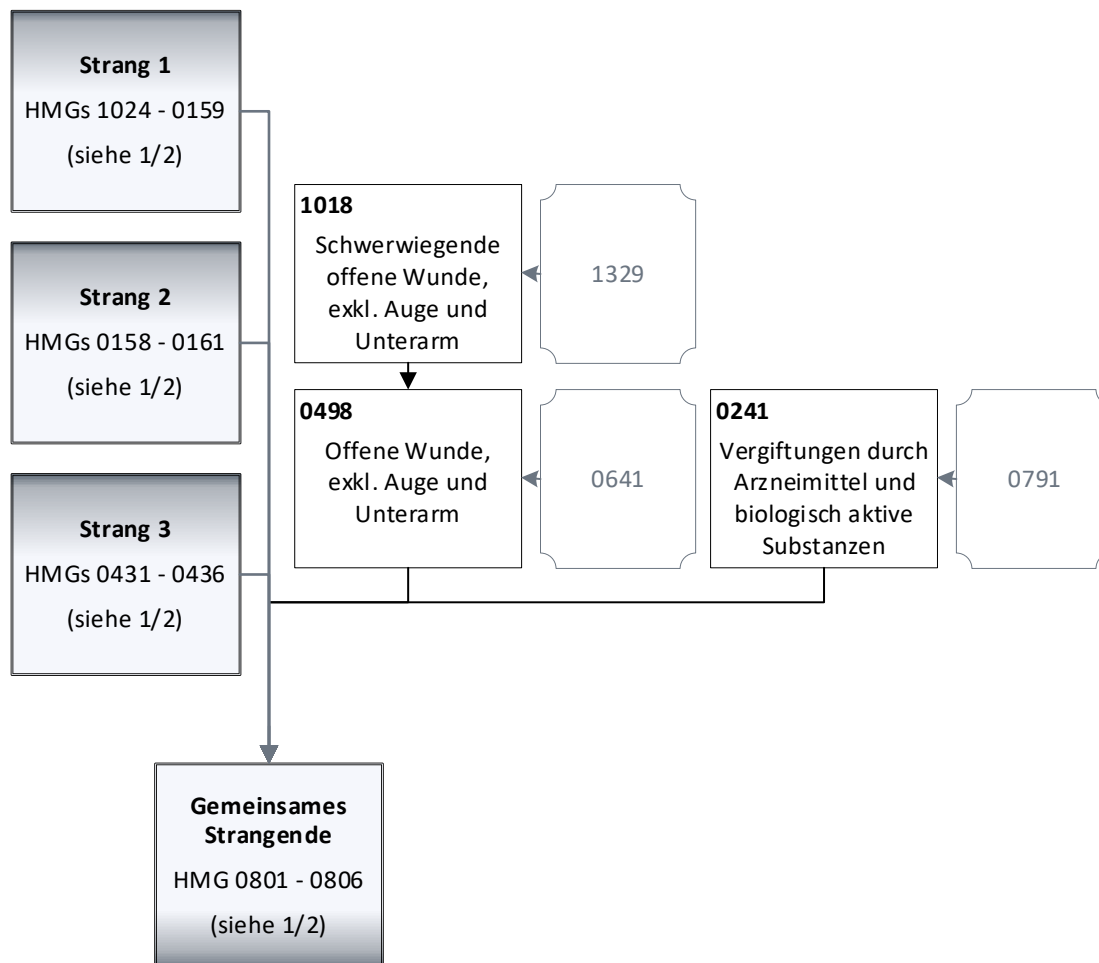 Strang 1
HMGs 1024 - 0159
(siehe 1/2)
Strang 2
HMGs 0158 - 0161
(siehe 1/2)
Strang 3
HMGs 0431 - 0436
(siehe 1/2)
1018
Schwerwiegende
offene Wunde,
exkl. Auge und
Unterarm
1329
0498
Offene Wunde,
exkl. Auge und
Unterarm
0641
0241
Vergiftungen durch
Arzneimittel und
biologisch aktive
Substanzen
0791
Gemeinsames
Strangende
HMG 0801 - 0806
(siehe 1/2)